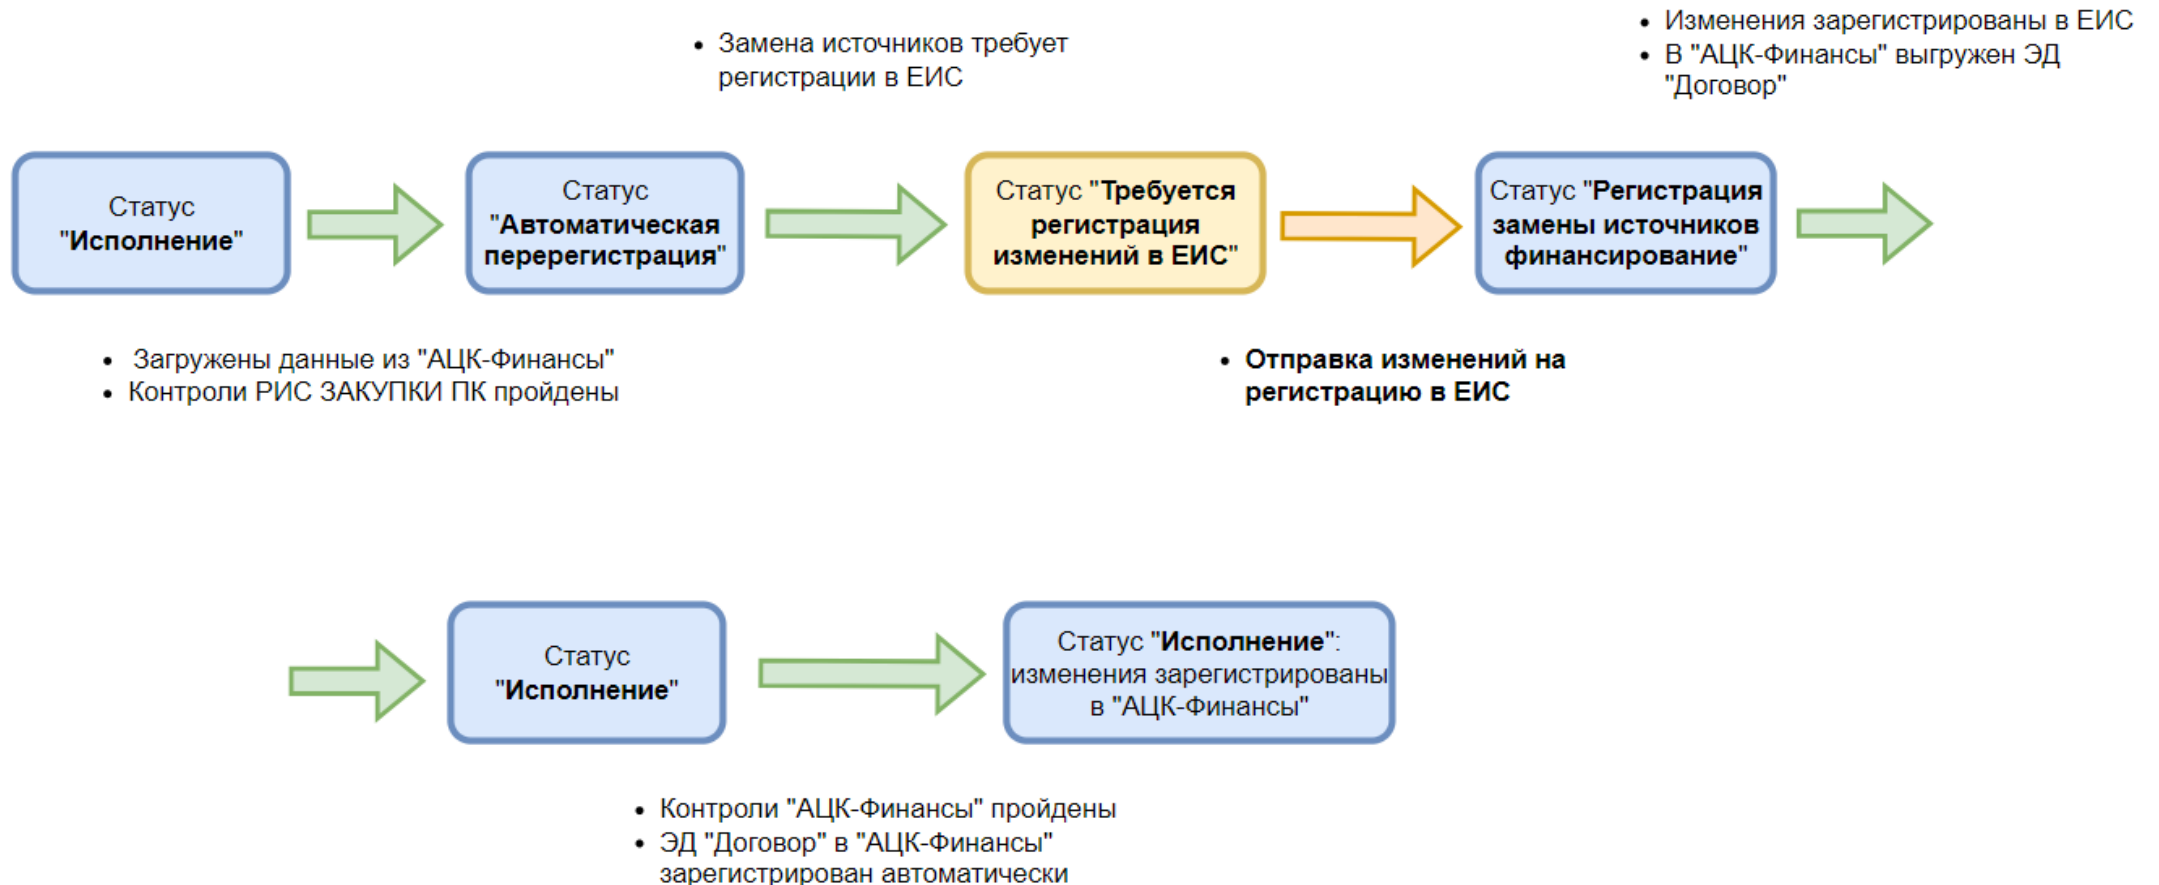 • Замена источников требует
регистрации в ЕИС
• Изменения зарегистрированы в ЕИС
• В "АЦК-Финансы" выгружен ЭД
"Договор"
Статус
"Исполнение"
Статус
"Автоматическая
перерегистрация"
Статус "Требуется
регистрация
изменений в ЕИС"
Статус "Регистрация
замены источников
финансирование"
• Загружены данные из "АЦК-Финансы"
• Контроли РИС ЗАКУПКИ ПК пройдены
• Отправка изменений на
регистрацию в ЕИС
Статус
"Исполнение"
Статус "Исполнение":
изменения зарегистрированы
в "АЦК-Финансы"
• Контроли "АЦК-Финансы" пройдены
• ЭД "Договор" в "АЦК-Финансы"
зарегистрирован автоматически